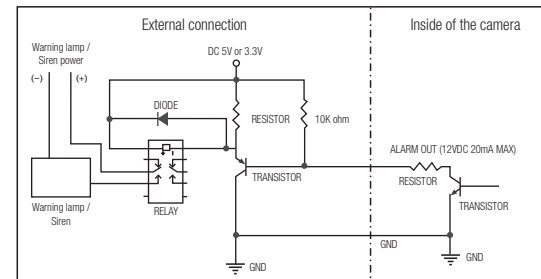 External connection
Inside of the camera
Warning lamp /
Siren power
(−)
(+)
DC 5V or 3.3V
DIODE
RESISTOR
10K ohm
+
RELAY
TRANSISTOR
ALARM OUT (12VDC 20mA MAX)
RESISTOR
TRANSISTOR
Warning lamp /
Siren
GND
GND
GND